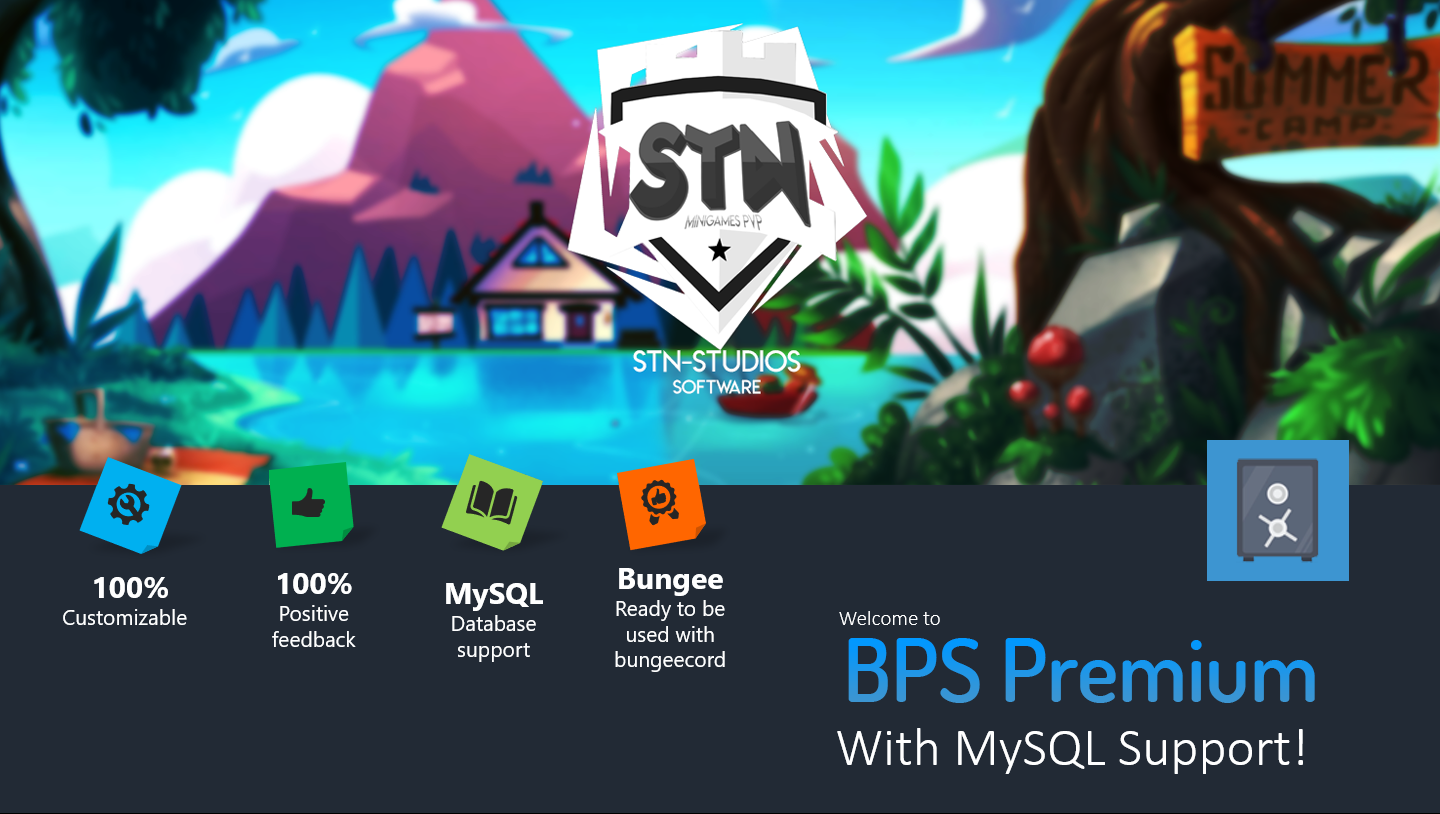 SUMMER
-CAMP-
STN
MINIGAMES PVP
STN-STUDIOS
SOFTWARE
100%
Customizable
100%
Positive
feedback
MySQL
Database
support
Bungee
Ready to be
used with
bungeecord
Welcome to
BPS Premium
With MySQL Support!